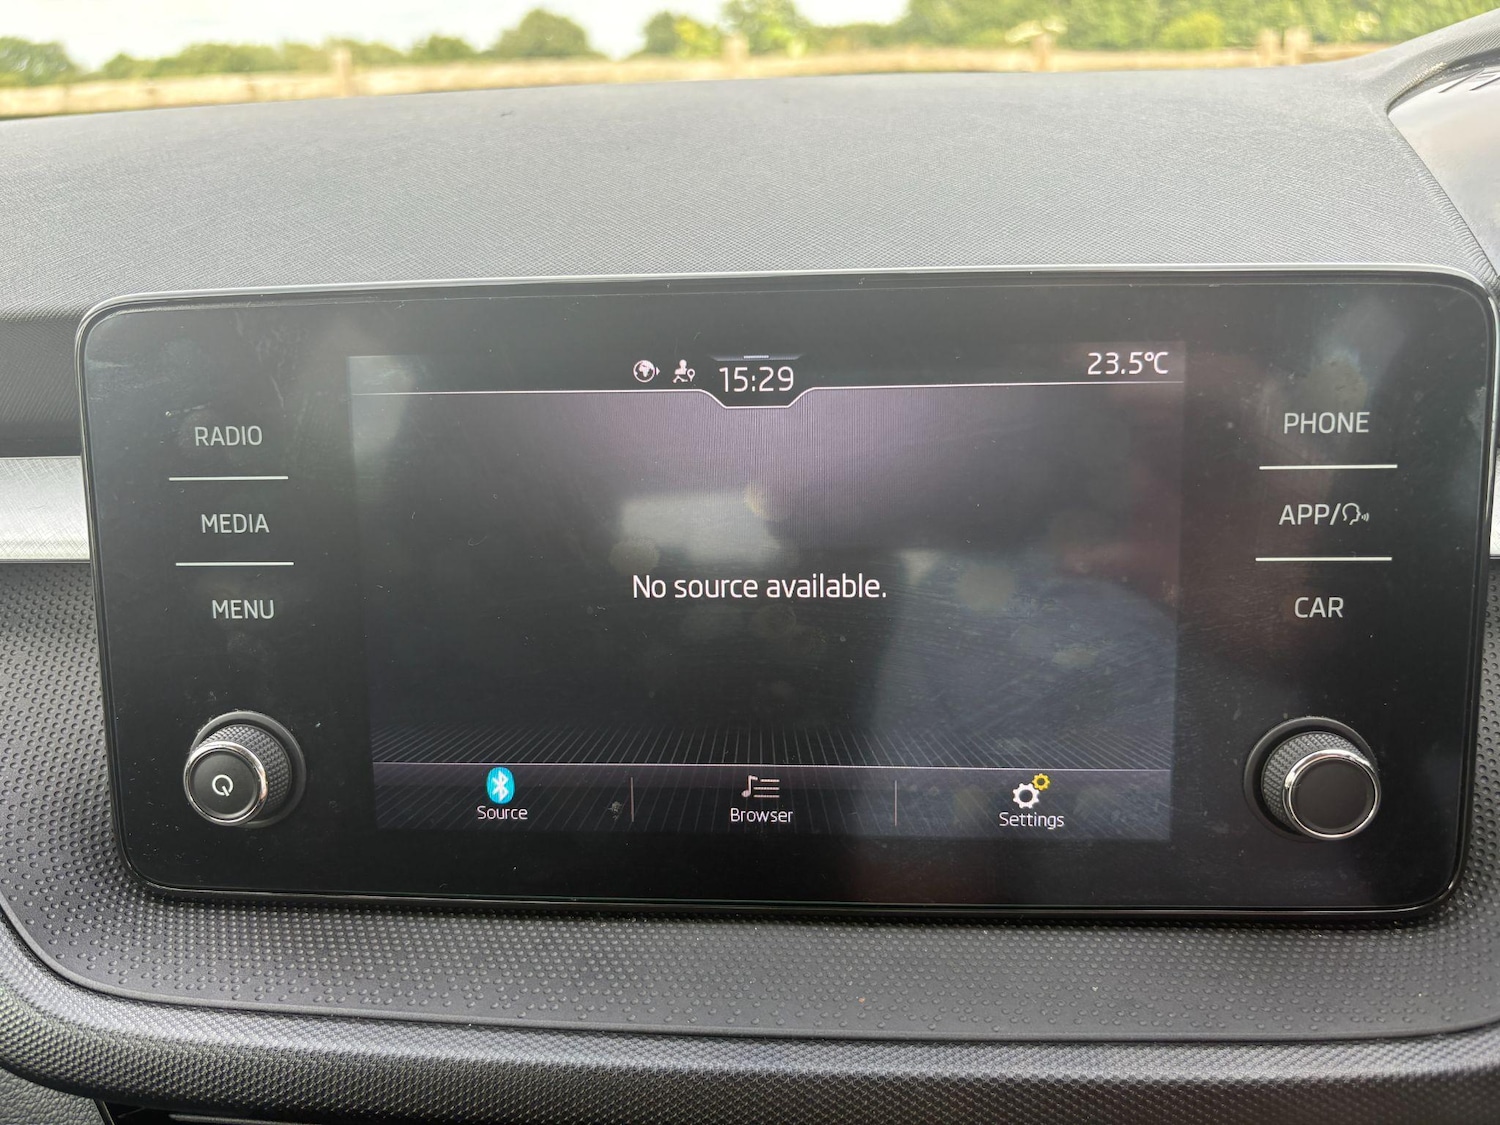 15:29
23.5°C
RADIO
MEDIA
MENU
PHONE
APP/
CAR
No source available.
Source
Browser
Settings